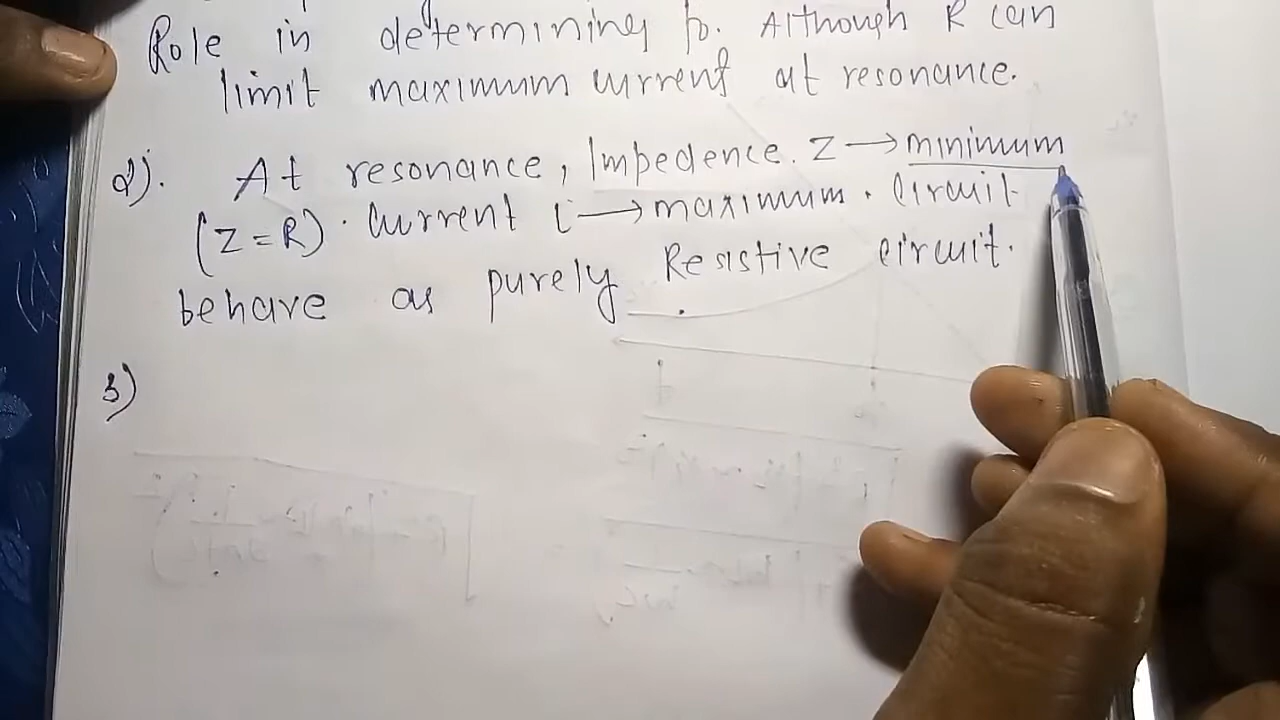 Role in determining fo. Although R can
limit maximum current at resonance.
2). At resonance, Impedence. Z → minimum
(Z = R). current i → maximum. circuit
behave as purely Resistive circuit.
3)